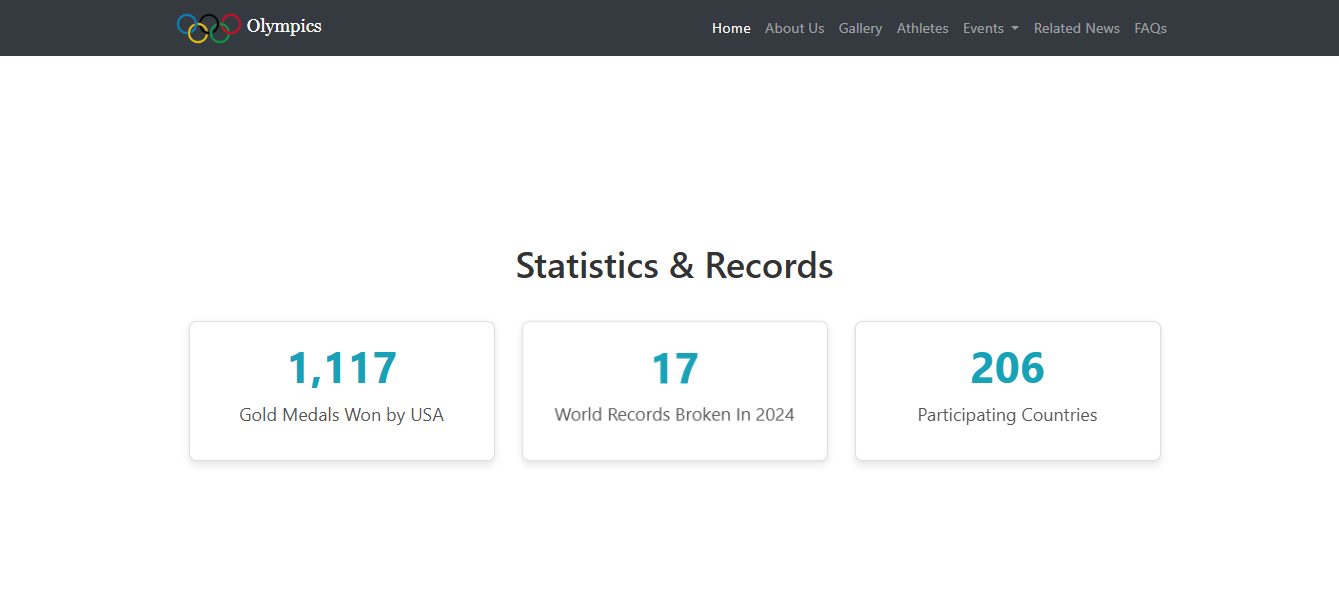 Olympics
Home About Us Gallery Athletes Events Related News FAQs
Statistics & Records
1,117
Gold Medals Won by USA
17
World Records Broken In 2024
206
Participating Countries